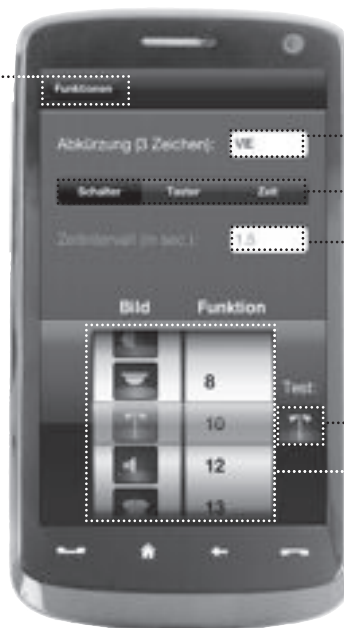 Funktionen
Abkürzung (3 Zeichen): VIE
Schalter Taster Zeit
Zeitintervall (in sec.): 1.5
Bild Funktion
8
Test
10
12
13